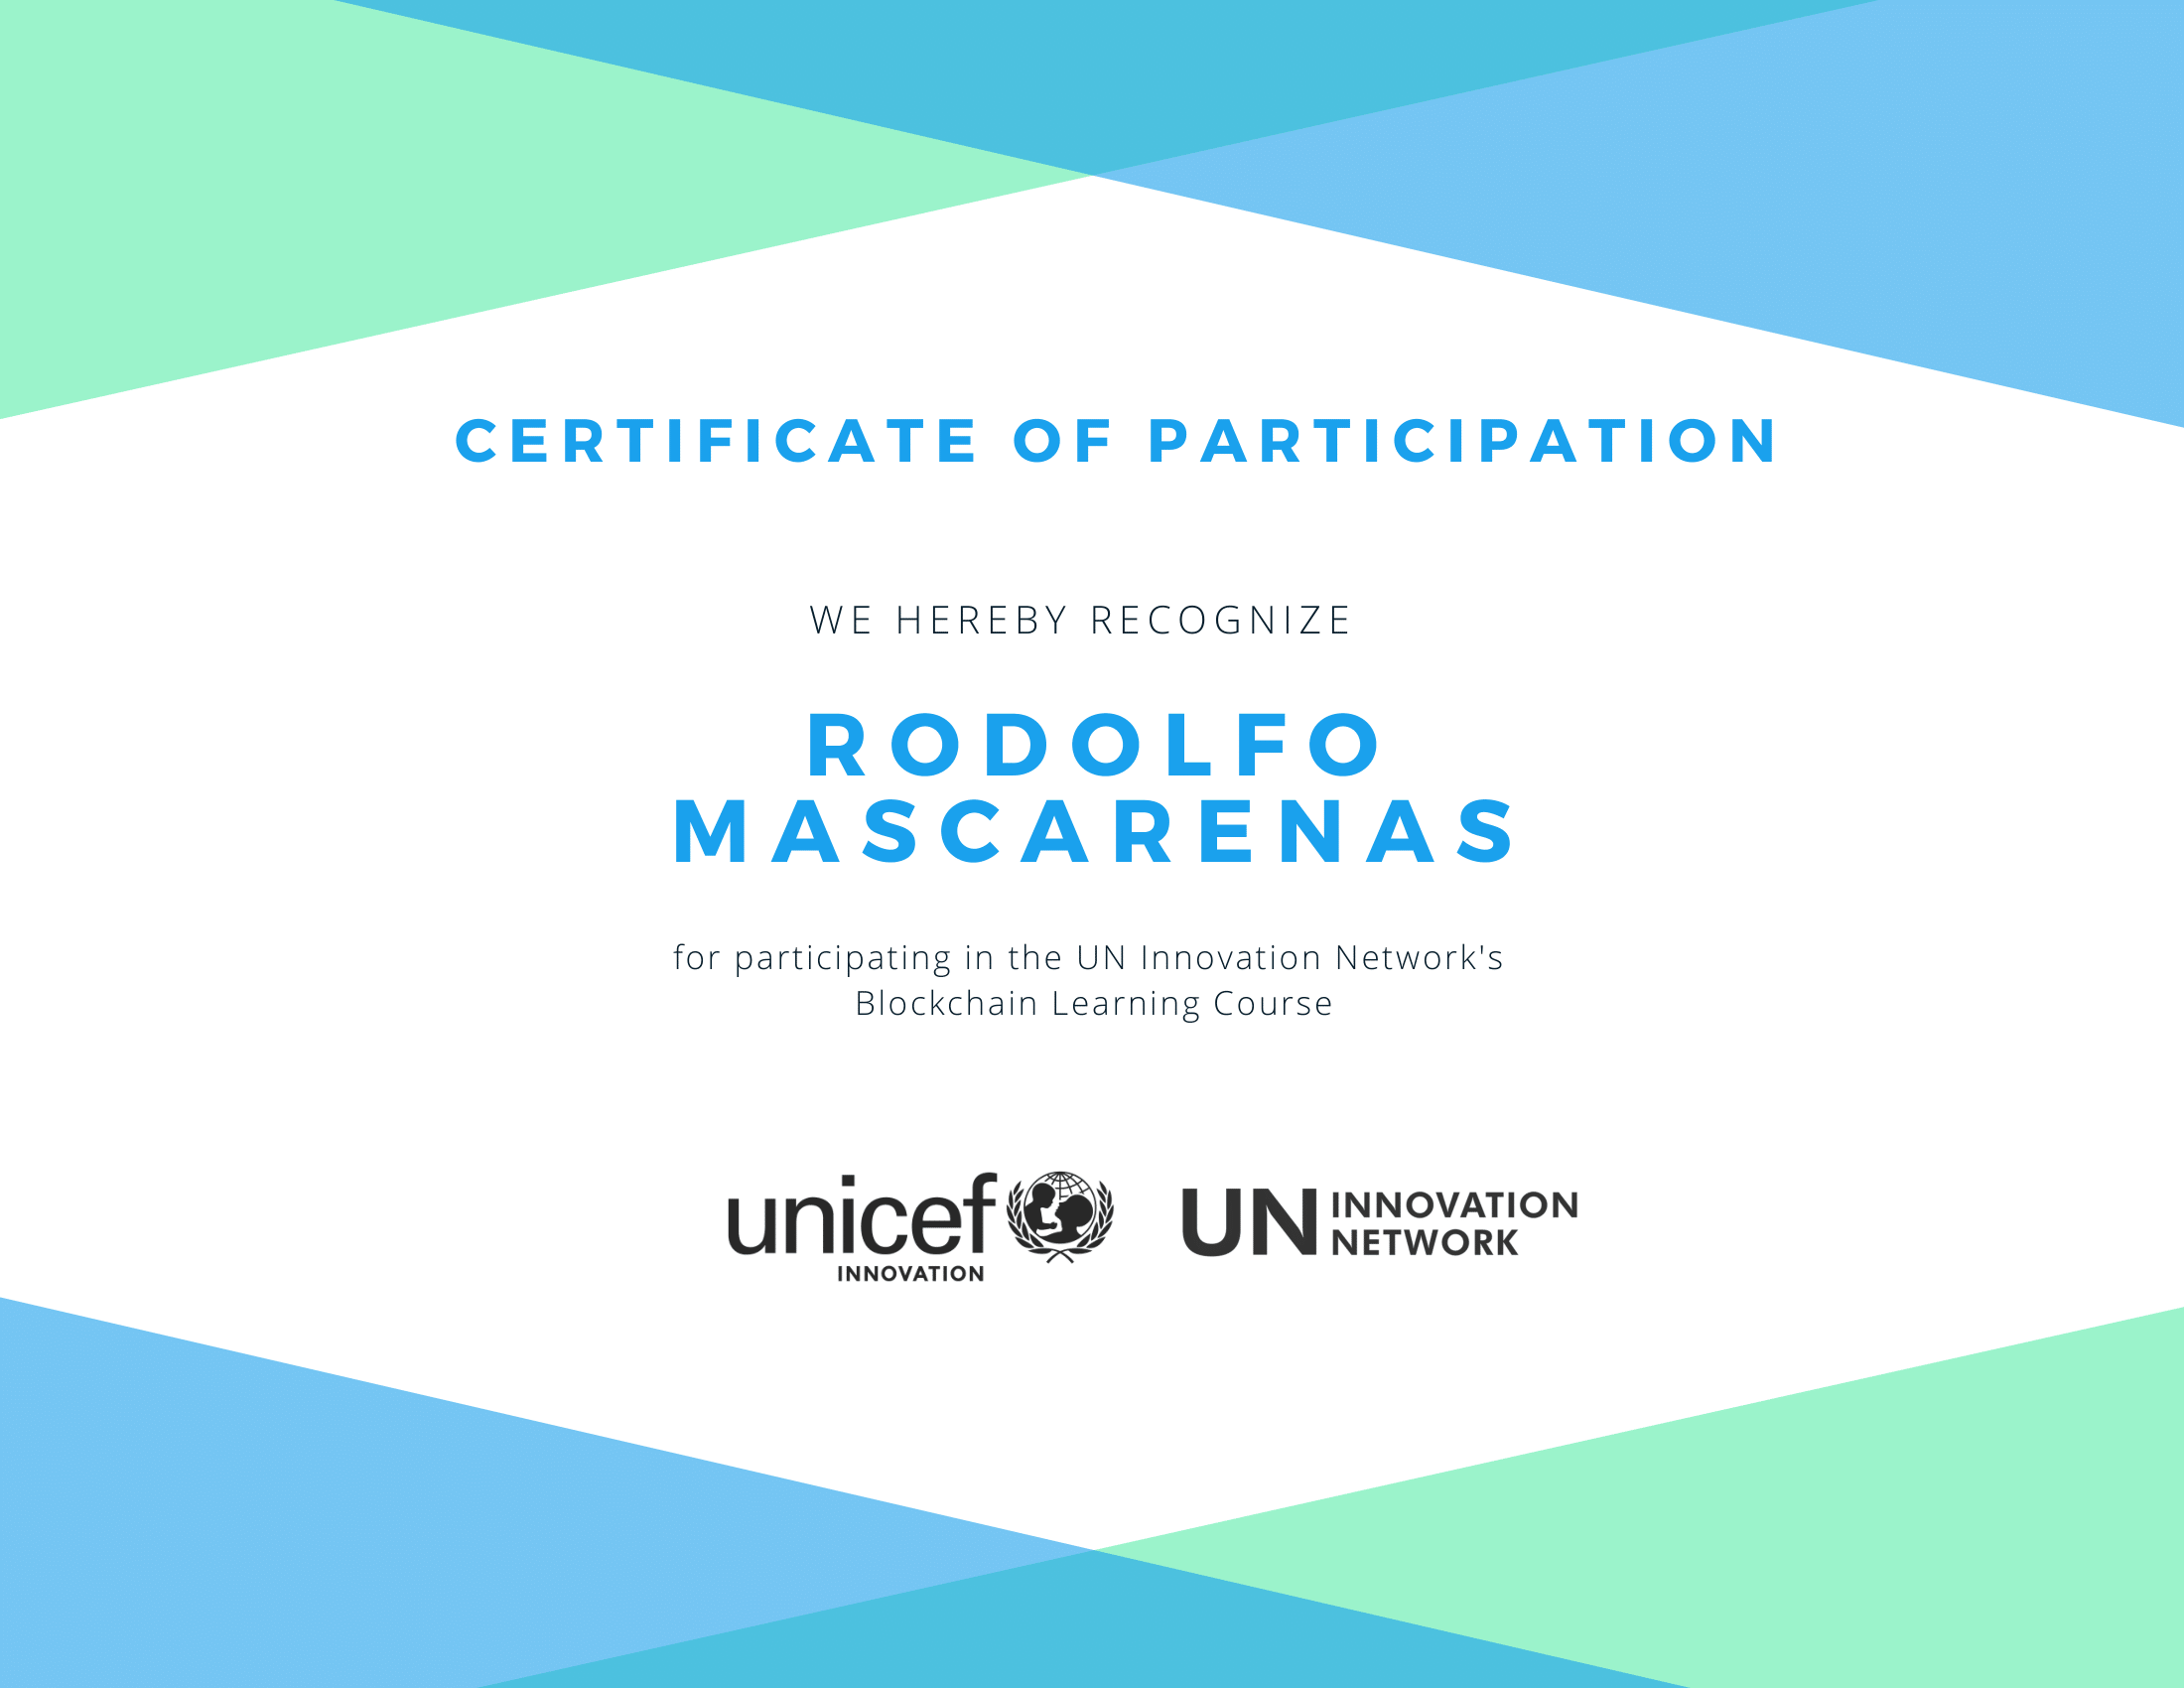 CERTIFICATE OF PARTICIPATION
WE HEREBY RECOGNIZE
RODOLFO
MASCARENAS
for participating in the UN Innovation Network's
Blockchain Learning Course
unicef
INNOVATION
UN INNOVATION
NETWORK